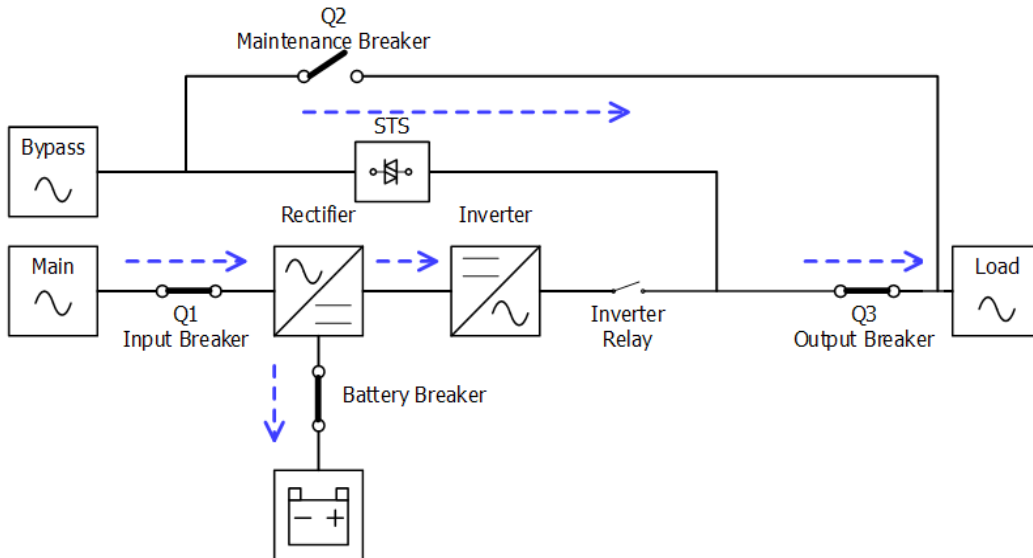 Q2
Maintenance Breaker
STS
Bypass
Rectifier
Inverter
Main
Load
Q1
Input Breaker
Inverter
Relay
Q3
Output Breaker
Battery Breaker
− +